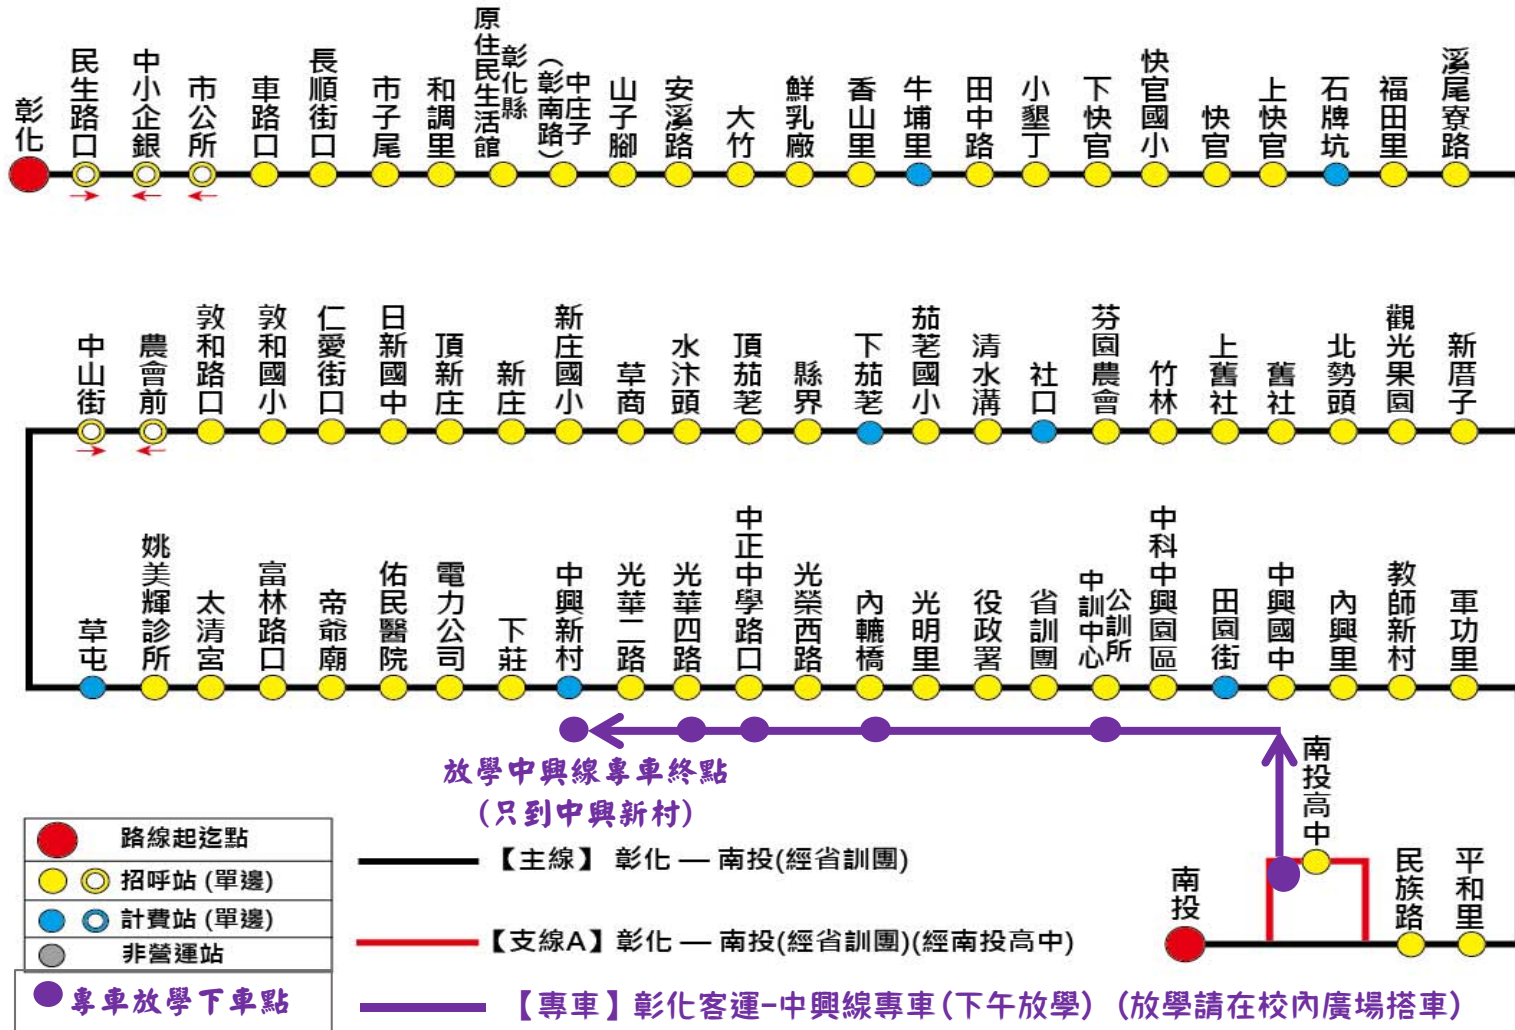 彰化
民生路口
中小企銀
市公所
車路口
長順街口
市子尾
和調里
彰化縣
原住民生活館
中庄子
(彰南路)
山子腳
安溪路
大竹
鮮乳廠
香山里
牛埔里
田中路
小墾丁
下快官
快官國小
快官
上快官
石牌坑
福田里
溪尾寮路
中山街
農會前
敦和路口
敦和國小
仁愛街口
日新國中
頂新庄
新庄
新庄國小
草商
水汴頭
頂茄荖
縣界
下茄荖
茄荖國小
清水溝
社口
芬園農會
竹林
上舊社
舊社
北勢頭
觀光果園
新厝子
草屯
姚美輝診所
太清宮
富林路口
帝爺廟
佑民醫院
電力公司
下莊
中興新村
光華二路
光華四路
中正中學路口
光榮西路
內轆橋
光明里
役政署
省訓團
公訓所
中訓中心
中科中興園區
田園街
中興國中
內興里
教師新村
軍功里
放學中興線專車終點
(只到中興新村)
南投高中
南投
民族路
平和里
路線起迄點
招呼站 (單邊)
計費站 (單邊)
非營運站
專車放學下車點
【主線】 彰化 — 南投(經省訓團)
【支線A】彰化 — 南投(經省訓團)(經南投高中)
【專車】彰化客運-中興線專車(下午放學) (放學請在校內廣場搭車)